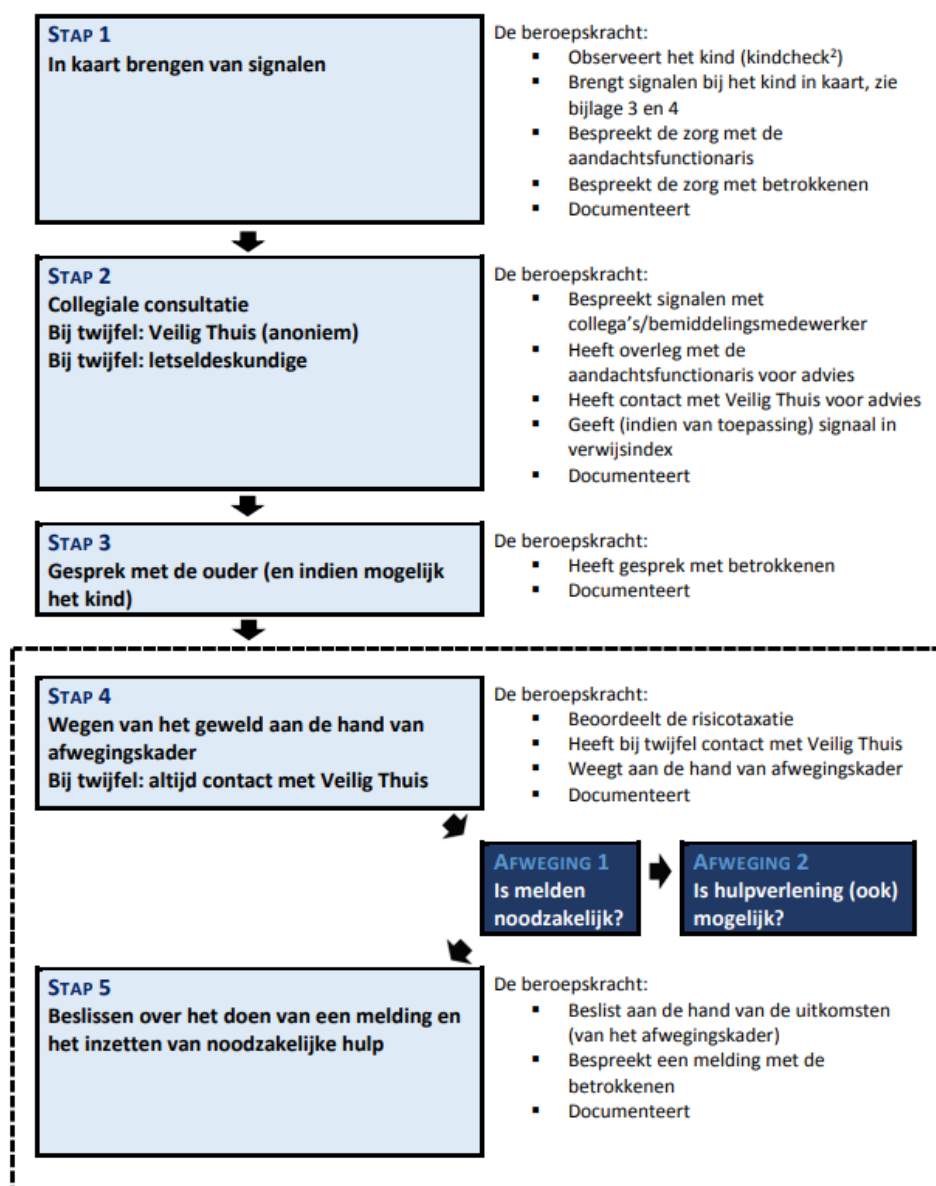 STAP 1
In kaart brengen van signalen
De beroepskracht:
▪ Observeert het kind (kindcheck²)
▪ Brengt signalen bij het kind in kaart, zie
bijlage 3 en 4
▪ Bespreekt de zorg met de
aandachtsfunctionaris
▪ Bespreekt de zorg met betrokkenen
▪ Documenteert
STAP 2
Collegiale consultatie
Bij twijfel: Veilig Thuis (anoniem)
Bij twijfel: letseldeskundige
De beroepskracht:
▪ Bespreekt signalen met
collega's/bemiddelingsmedewerker
▪ Heeft overleg met de
aandachtsfunctionaris voor advies
▪ Heeft contact met Veilig Thuis voor advies
▪ Geeft (indien van toepassing) signaal in
verwijsindex
▪ Documenteert
STAP 3
Gesprek met de ouder (en indien mogelijk
het kind)
De beroepskracht:
▪ Heeft gesprek met betrokkenen
▪ Documenteert
STAP 4
Wegen van het geweld aan de hand van
afwegingskader
Bij twijfel: altijd contact met Veilig Thuis
De beroepskracht:
▪ Beoordeelt de risicotaxatie
▪ Heeft bij twijfel contact met Veilig Thuis
▪ Weegt aan de hand van afwegingskader
▪ Documenteert
AFWEGING 1
Is melden
noodzakelijk?
AFWEGING 2
Is hulpverlening (ook)
mogelijk?
STAP 5
Beslissen over het doen van een melding en
het inzetten van noodzakelijke hulp
De beroepskracht:
▪ Beslist aan de hand van de uitkomsten
(van het afwegingskader)
▪ Bespreekt een melding met de
betrokkenen
▪ Documenteert